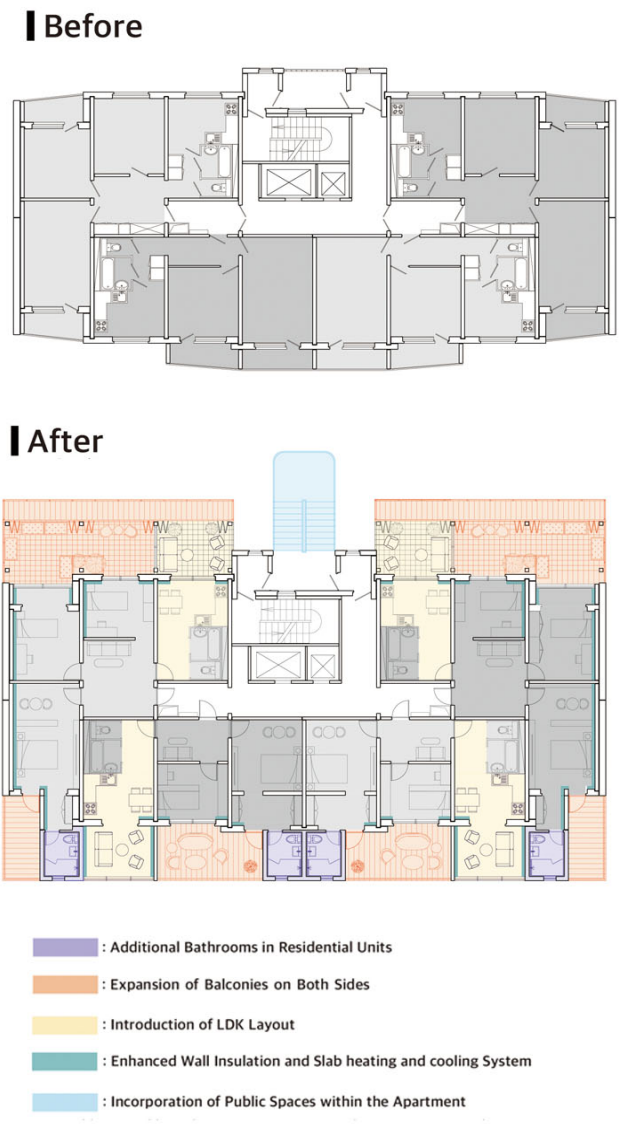 Before
After
: Additional Bathrooms in Residential Units
: Expansion of Balconies on Both Sides
: Introduction of LDK Layout
: Enhanced Wall Insulation and Slab heating and cooling System
: Incorporation of Public Spaces within the Apartment